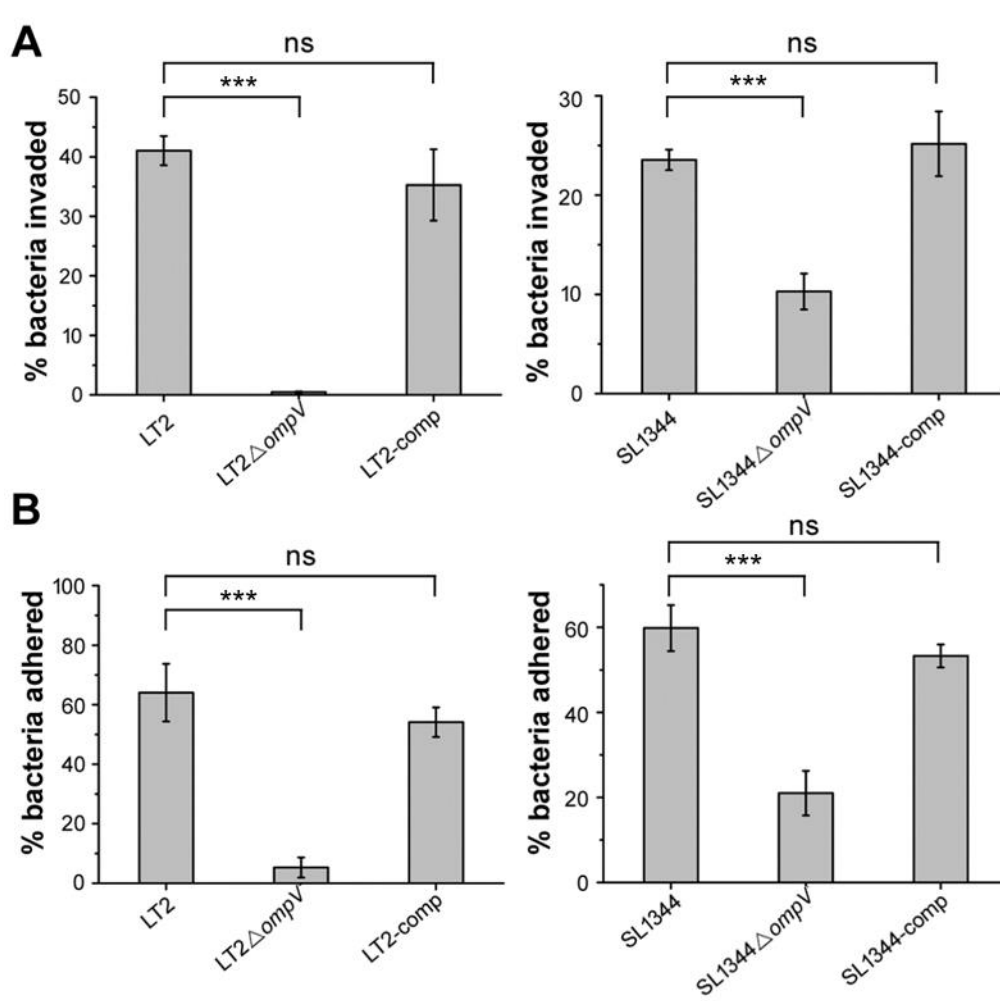 A
ns
***
% bacteria invaded
50
40
30
20
10
0
LT2
LT2△ompV
LT2-comp
ns
***
% bacteria invaded
30
20
10
0
SL1344
SL1344△ompV
SL1344-comp
B
ns
***
% bacteria adhered
100
80
60
40
20
0
LT2
LT2△ompV
LT2-comp
ns
***
% bacteria adhered
60
40
20
0
SL1344
SL1344△ompV
SL1344-comp